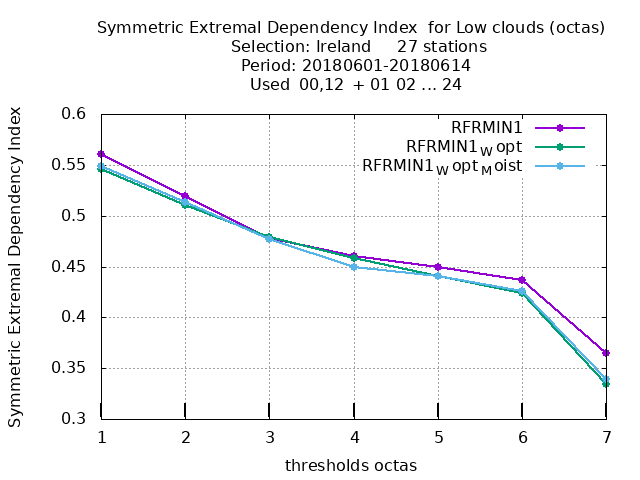 Symmetric Extremal Dependency Index  for Low clouds (octas)
Selection: Ireland     27 stations
Period: 20180601-20180614
Used  00,12  + 01 02 ... 24
RFRMIN1
RFRMIN1_W opt
RFRMIN1_W opt_M oist
Symmetric Extremal Dependency Index
0.6
0.55
0.5
0.45
0.4
0.35
0.3
1 2 3 4 5 6 7
thresholds octas